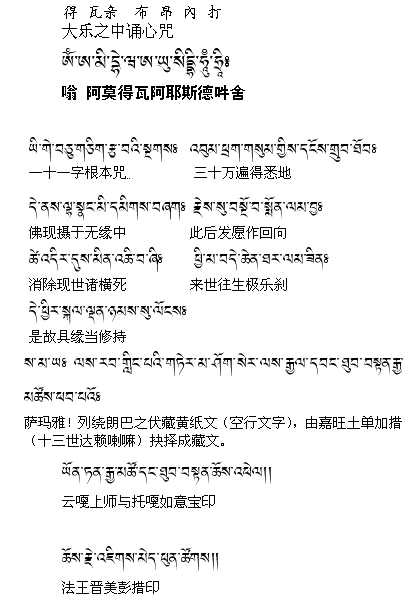 得 瓦亲 布 昂 內 打
大乐之中诵心咒
ༀ་ཨ་མི་དྷེ་ཝ་ཨ་ཡུ་སིདྡྷི་ཧཱུྃ་ཧྲཱིཿ
嗡 阿莫得瓦阿耶斯德吽舍
ཡི་གེ་བཅུ་གཅིག་རྩ་བའི་སྔགས༔ འབུམ་ཕྲག་གསུམ་གྱིས་དངོས་གྲུབ་ཐོབ༔
一十一字根本咒 三十万遍得悉地
དེ་ནས་ལྷ་སྣང་མི་དམིགས་བཞག༔ རྗེས་སུ་བསྔོ་བ་སྨོན་ལམ་བྱ༔
佛现摄于无缘中 此后发愿作回向
ཚེ་འདིར་དུས་མིན་འཆི་བ་ཞི༔ ཕྱི་མ་བདེ་ཆེན་ཐར་ལམ་ཟིན༔
消除现世诸横死 来世往生极乐刹
དེ་ཕྱིར་སྐལ་ལྡན་ཉམས་སུ་ལོངས༔
是故具缘当修持
ས་མ་ཡ༔ ལས་རབ་གླིང་པའི་གཏེར་མ་ཤོག་སེར་ལས་རྒྱལ་དབང་ཐུབ་བསྟན་རྒྱ་
མཚོས་ཕབ་པའོ༔
萨玛雅！列绕朗巴之伏藏黄纸文（空行文字），由嘉旺土单加措
（十三世达赖喇嘛）抉择成藏文。
ཡོན་ཏན་རྒྱ་མཚོ་དང་ཐུབ་བསྟན་ཆོས་འཕེལ།།
云嘎上师与托嘎如意宝印
ཆོས་རྗེ་འཇིགས་མེད་ཕུན་ཚོགས།།
法王晋美彭措印